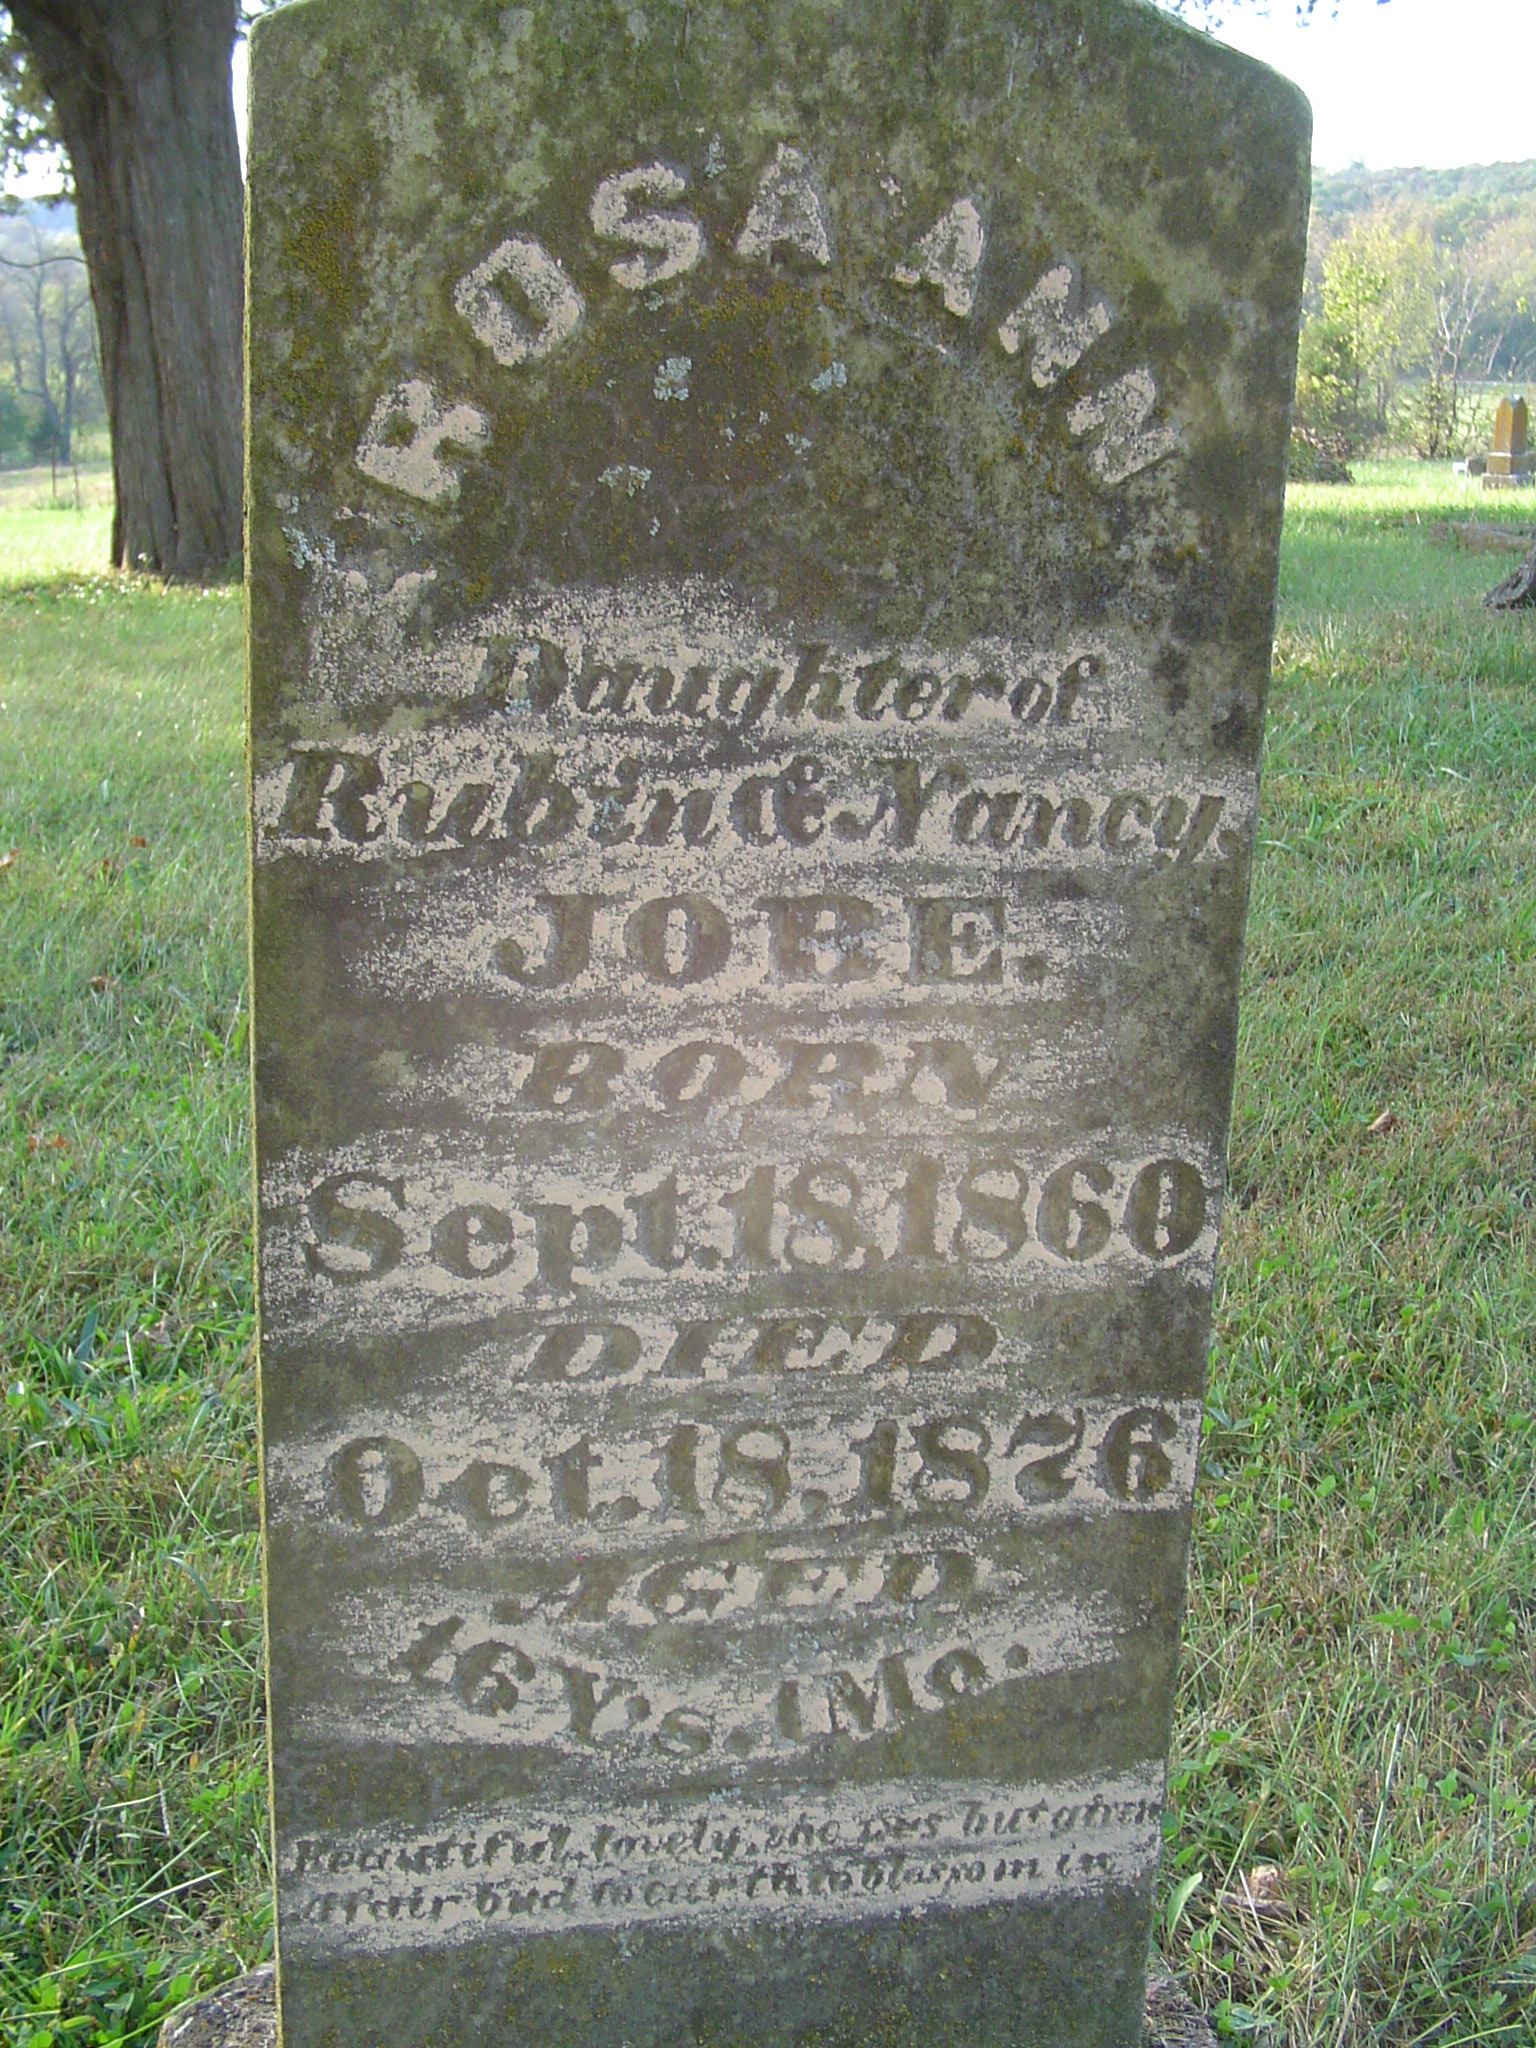 ROSA ANN
Daughter of
Rubin & Nancy.
JOBE.
BORN
Sept. 18, 1860
DIED
Oct. 18, 1876
AGED
16 Y's. 1 Mo.
Beautiful, lovely, she was but given
A fair bud to earth to blossom in